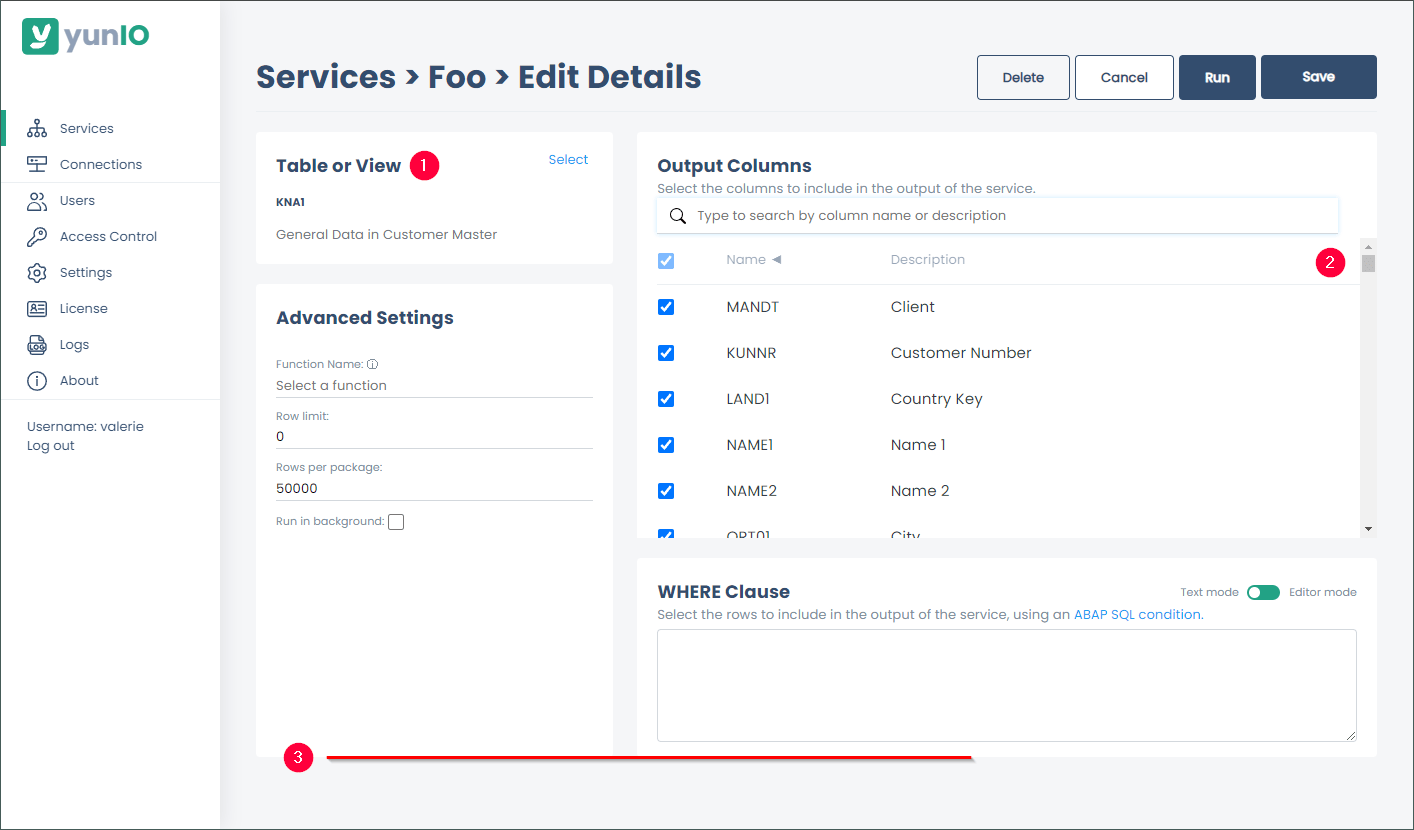 yunIO
Services
Connections
Users
Access Control
Settings
License
Logs
About
Username: valerie
Log out
Services > Foo > Edit Details
Delete
Cancel
Run
Save
Table or View 1
Select
KNA1
General Data in Customer Master
Advanced Settings
Function Name:
Select a function
Row limit:
0
Rows per package:
50000
Run in background:
Output Columns
Select the columns to include in the output of the service.
Type to search by column name or description
Name Description 2
MANDT Client
KUNNR Customer Number
LAND1 Country Key
NAME1 Name 1
NAME2 Name 2
ORT01 City
WHERE Clause
Text mode Editor mode
Select the rows to include in the output of the service, using an ABAP SQL condition.
3